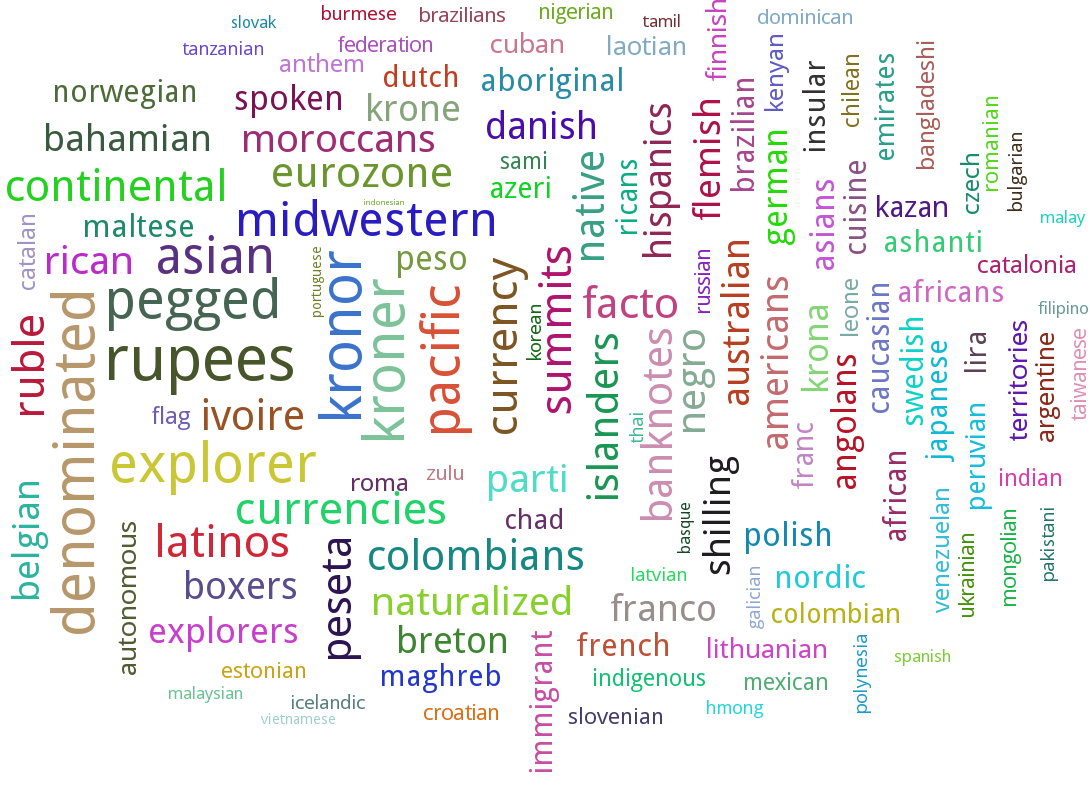 slovak
burmese
brazilians
nigerian
tamil
finnish
dominican
tanzanian
federation
cuban
laotian
kenyan
anthem
dutch
aboriginal
insular
chilean
emirates
bangladeshi
norwegian
spoken
krone
danish
hispanics
flemish
brazilian
german
romanian
bulgarian
bahamian
moroccans
eurozone
sami
azeri
native
ricans
asians
cuisine
czech
kazan
malay
continental
indonesian
midwestern
maltese
catalan
rican
asian
portuguese
peso
ashanti
catalonia
pegged
kronor
kroner
pacific
currency
korean
summits
facto
russian
australian
americans
krona
leone
caucasian
africans
filipino
ruble
denominated
rupees
islanders
banknotes
negro
angolans
swedish
japanese
lira
territories
argentine
taiwanese
flag
ivoire
thai
franc
explorer
roma
zulu
parti
peruvian
indian
belgian
currencies
chad
basque
shilling
african
venezuelan
ukrainian
mongolian
pakistani
autonomous
latinos
peseta
colombians
polish
boxers
naturalized
latvian
franco
galician
nordic
colombian
explorers
breton
immigrant
french
lithuanian
polynesia
spanish
estonian
maghreb
indigenous
mexican
malaysian
icelandic
croatian
slovenian
hmong
vietnamese